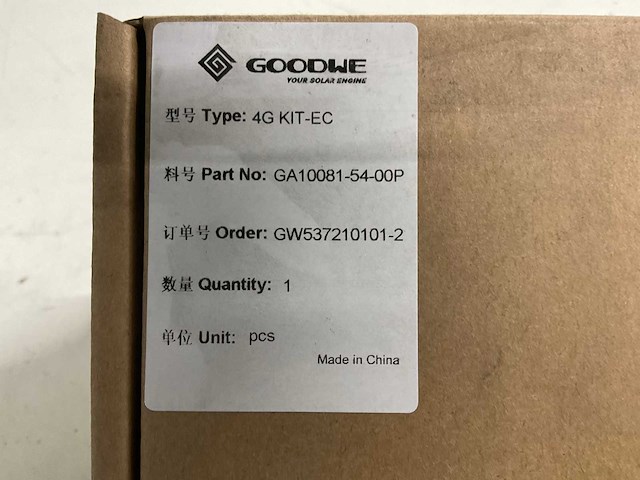 GOODWE
YOUR SOLAR ENGINE
型号 Type: 4G KIT-EC
料号 Part No: GA10081-54-00P
订单号 Order: GW537210101-2
数量 Quantity: 1
单位 Unit: pcs
Made in China